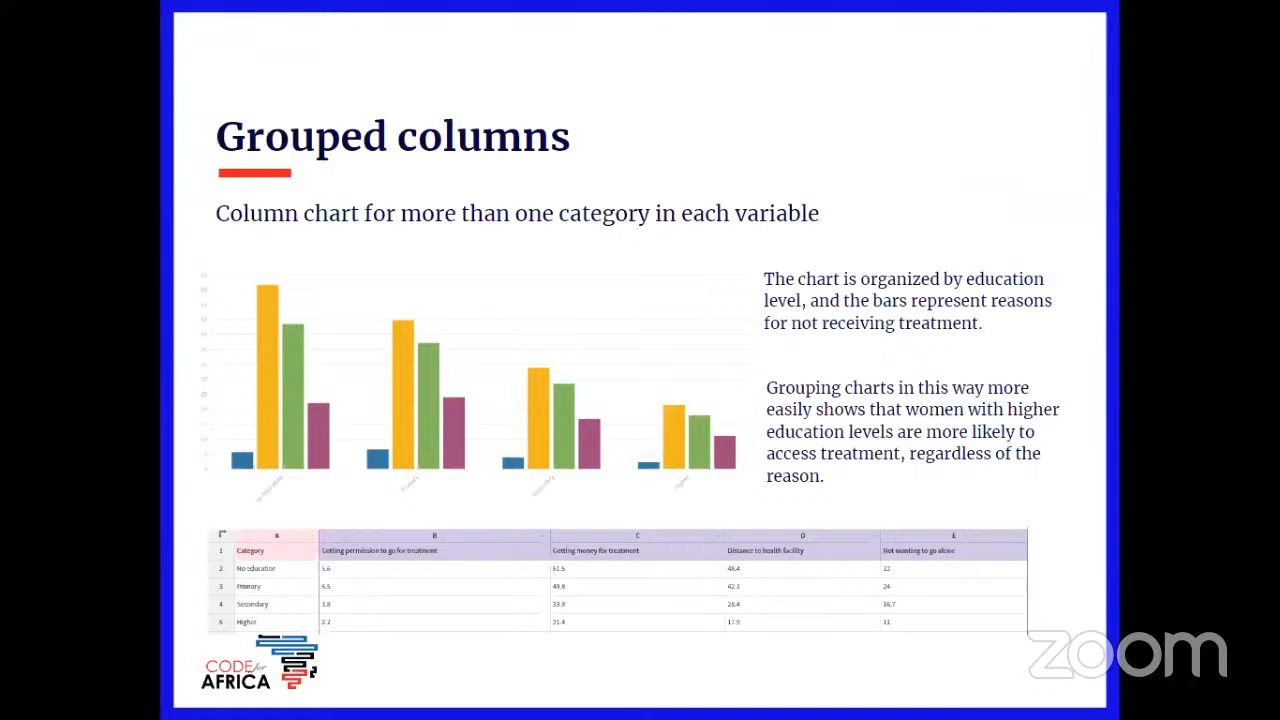 Grouped columns
Column chart for more than one category in each variable
The chart is organized by education
level, and the bars represent reasons
for not receiving treatment.
Grouping charts in this way more
easily shows that women with higher
education levels are more likely to
access treatment, regardless of the
reason.
Primary
Secondary
Higher
A B C D E
1 Category Getting permission to go for treatment Getting money for treatment Distance to health facility Not wanting to go alone
2 No education 5.6 61.5 48.4 22
3 Primary 6.5 49.8 42.1 24
4 Secondary 3.8 33.9 28.4 16.7
5 Higher 2.2 21.4 17.9 11
CODE for
AFRICA
zoom